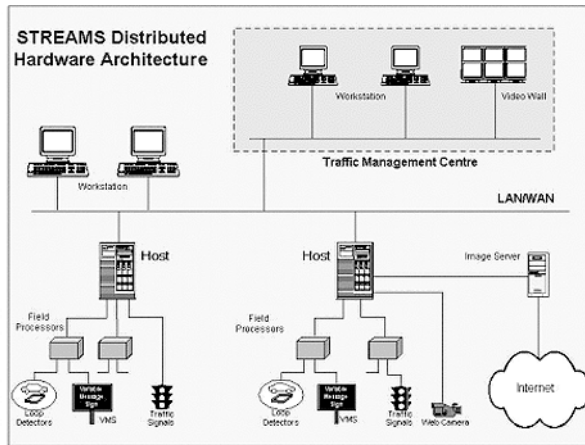 STREAMS Distributed
Hardware Architecture
Workstation
Video Wall
Traffic Management Centre
Workstation
LAN/WAN
Host
Host
Image Server
Field
Processors
Field
Processors
Internet
Loop
Detectors
Variable
Message
Sign
VMS
Traffic
Signals
Loop
Detectors
Variable
Message
Sign
VMS
Traffic
Signals
Web Camera